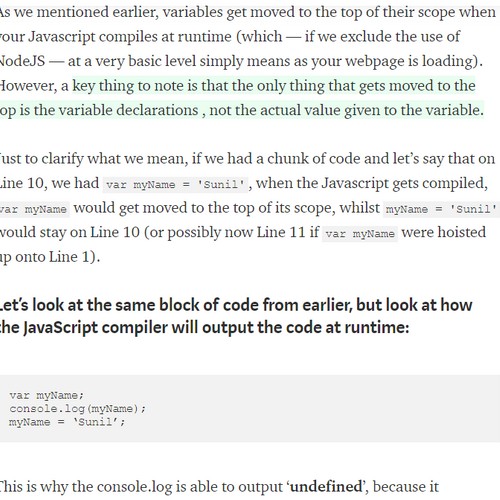 As we mentioned earlier, variables get moved to the top of their scope when
your Javascript compiles at runtime (which — if we exclude the use of
NodeJS — at a very basic level simply means as your webpage is loading).
However, a key thing to note is that the only thing that gets moved to the
top is the variable declarations , not the actual value given to the variable.
Just to clarify what we mean, if we had a chunk of code and let’s say that on
Line 10, we had var myName = 'Sunil' , when the Javascript gets compiled,
var myName would get moved to the top of its scope, whilst myName = 'Sunil'
would stay on Line 10 (or possibly now Line 11 if var myName were hoisted
up onto Line 1).
Let’s look at the same block of code from earlier, but look at how
the JavaScript compiler will output the code at runtime:
var myName;
console.log(myName);
myName = ‘Sunil’;
This is why the console.log is able to output ‘undefined’, because it